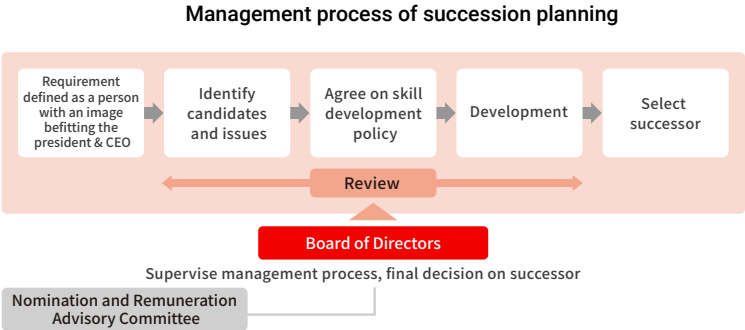 Management process of succession planning
Requirement
defined as a person
with an image
befitting the
president & CEO
Identify
candidates
and issues
Agree on skill
development
policy
Development
Select
successor
Review
Board of Directors
Supervise management process, final decision on successor
Nomination and Remuneration
Advisory Committee